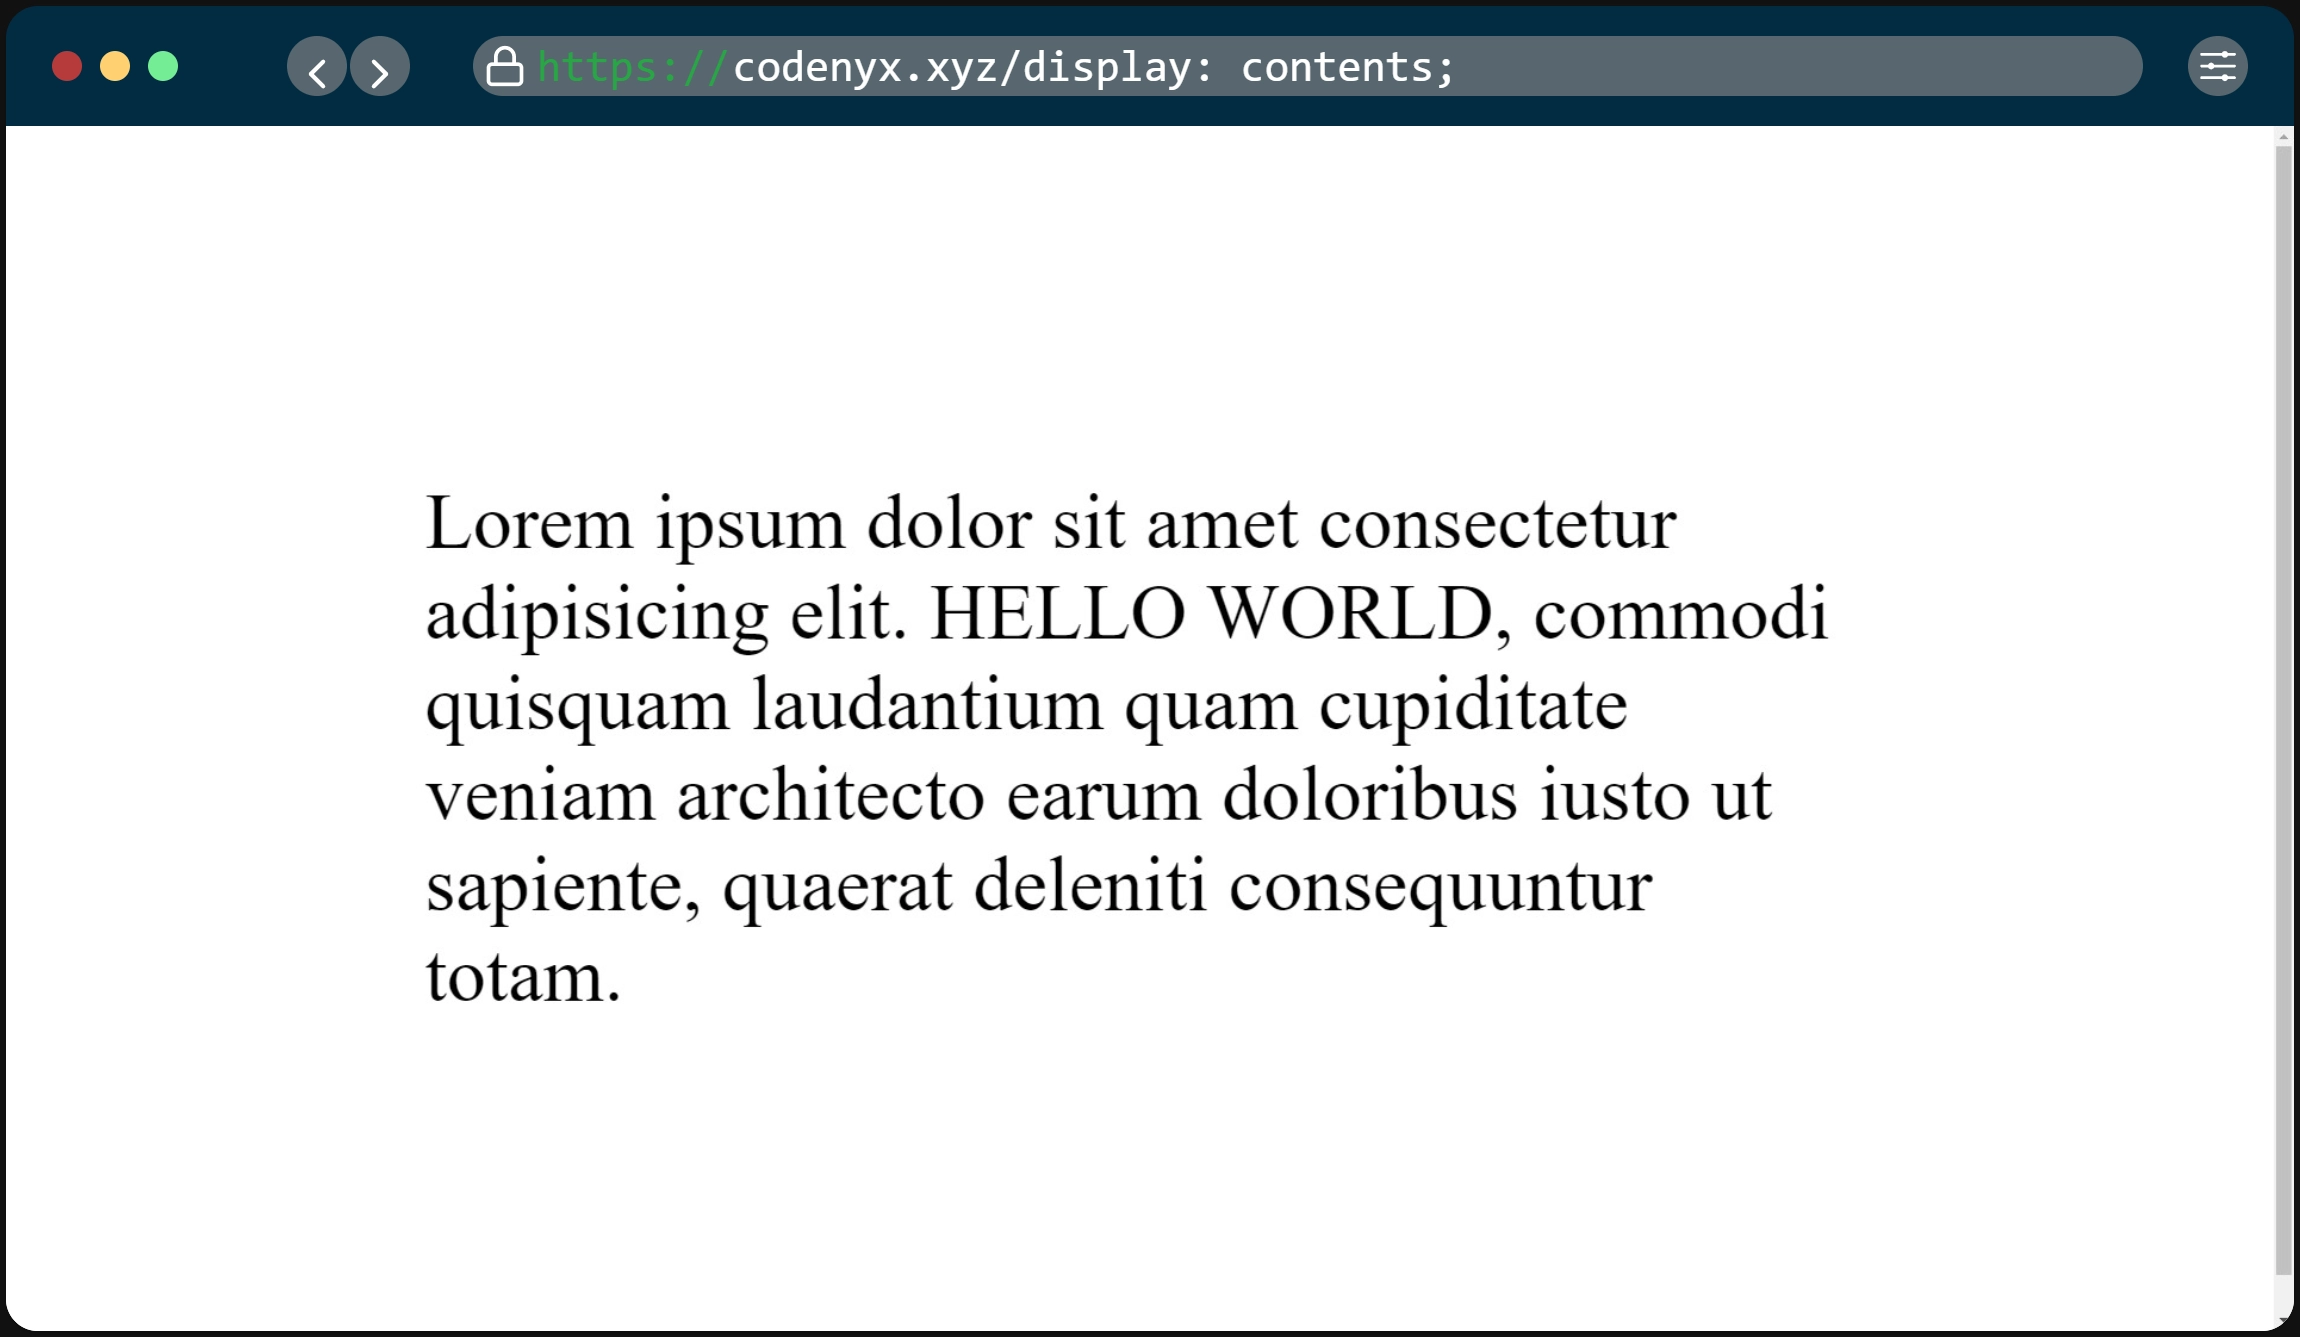 https://codenyx.xyz/display: contents;
Lorem ipsum dolor sit amet consectetur
adipisicing elit. HELLO WORLD, commodi
quisquam laudantium quam cupiditate
veniam architecto earum doloribus iusto ut
sapiente, quaerat deleniti consequuntur
totam.